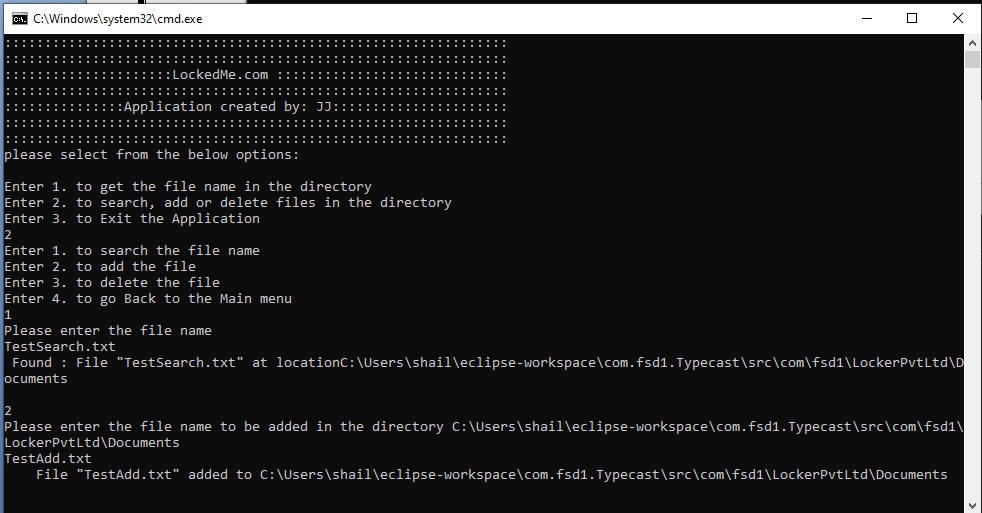 C:\Windows\system32\cmd.exe
:::::::::::::::::::::::::::::::::::::::::::::::::::::::::::::::
:::::::::::::::::::::::::::::::::::::::::::::::::::::::::::::::
:::::::::::::::::::::LockedMe.com :::::::::::::::::::::::::::::
:::::::::::::::::::::::::::::::::::::::::::::::::::::::::::::::
:::::::::::::::Application created by: JJ::::::::::::::::::::::
:::::::::::::::::::::::::::::::::::::::::::::::::::::::::::::::
:::::::::::::::::::::::::::::::::::::::::::::::::::::::::::::::
please select from the below options:
Enter 1. to get the file name in the directory
Enter 2. to search, add or delete files in the directory
Enter 3. to Exit the Application
2
Enter 1. to search the file name
Enter 2. to add the file
Enter 3. to delete the file
Enter 4. to go Back to the Main menu
1
Please enter the file name
TestSearch.txt
 Found : File "TestSearch.txt" at locationC:\Users\shail\eclipse-workspace\com.fsd1.Typecast\src\com\fsd1\LockerPvtLtd\D
ocuments
2
Please enter the file name to be added in the directory C:\Users\shail\eclipse-workspace\com.fsd1.Typecast\src\com\fsd1\
LockerPvtLtd\Documents
TestAdd.txt
    File "TestAdd.txt" added to C:\Users\shail\eclipse-workspace\com.fsd1.Typecast\src\com\fsd1\LockerPvtLtd\Documents